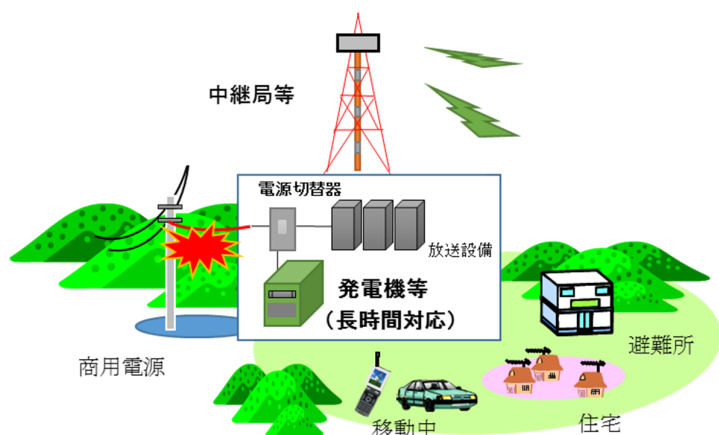 中継局等
電源切替器
放送設備
発電機等
（長時間対応）
商用電源
避難所
移動中
住宅